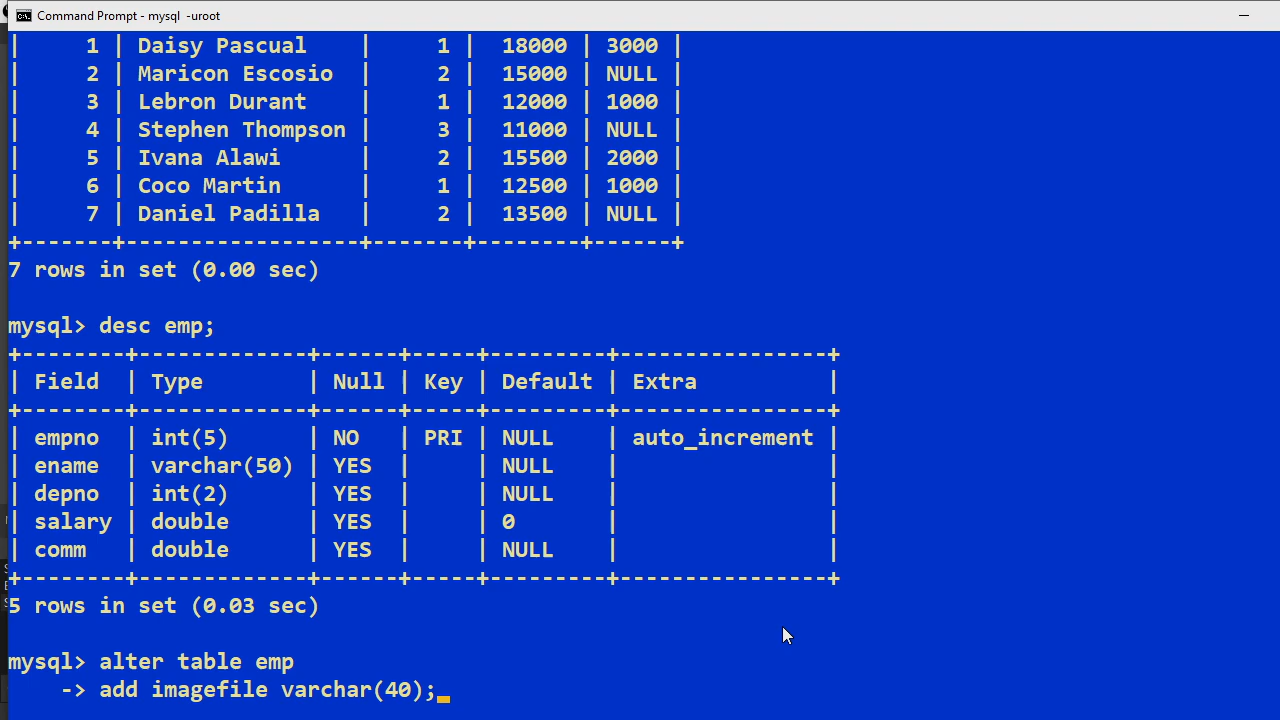 Command Prompt - mysql  -uroot
|     1 | Daisy Pascual    |     1 |  18000 | 3000 |
|     2 | Maricon Escosio  |     2 |  15000 | NULL |
|     3 | Lebron Durant    |     1 |  12000 | 1000 |
|     4 | Stephen Thompson |     3 |  11000 | NULL |
|     5 | Ivana Alawi      |     2 |  15500 | 2000 |
|     6 | Coco Martin      |     1 |  12500 | 1000 |
|     7 | Daniel Padilla   |     2 |  13500 | NULL |
+-------+------------------+-------+--------+------+
7 rows in set (0.00 sec)
mysql> desc emp;
+--------+-------------+------+-----+---------+----------------+
| Field  | Type        | Null | Key | Default | Extra          |
+--------+-------------+------+-----+---------+----------------+
| empno  | int(5)      | NO   | PRI | NULL    | auto_increment |
| ename  | varchar(50) | YES  |     | NULL    |                |
| depno  | int(2)      | YES  |     | NULL    |                |
| salary | double      | YES  |     | 0       |                |
| comm   | double      | YES  |     | NULL    |                |
+--------+-------------+------+-----+---------+----------------+
5 rows in set (0.03 sec)
mysql> alter table emp
    -> add imagefile varchar(40);